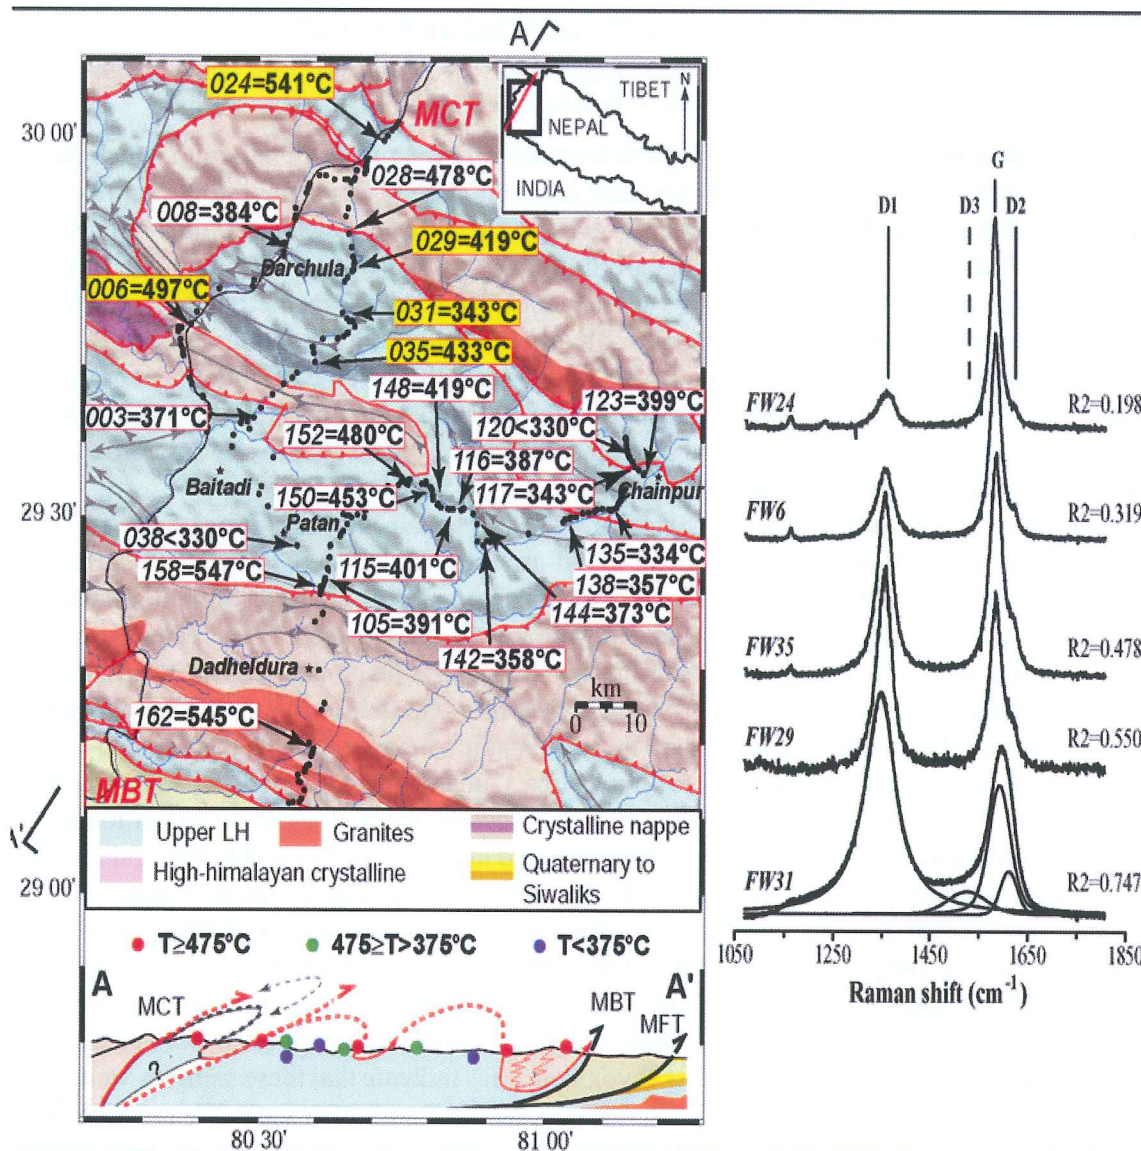 A
024=541°C
MCT
TIBET
N
NEPAL
INDIA
30 00'
028=478°C
008=384°C
029=419°C
Darchula
006=497°C
031=343°C
035=433°C
148=419°C
123=399°C
003=371°C
152=480°C
120<330°C
116=387°C
Baitadi
150=453°C
117=343°C
Chainpur
29 30'
Patan
038<330°C
135=334°C
158=547°C
115=401°C
138=357°C
105=391°C
144=373°C
142=358°C
Dadheldura
km
0 10
162=545°C
MBT
A'
Upper LH
Granites
Crystalline nappe
High-himalayan crystalline
Quaternary to
Siwaliks
29 00'
T≥475°C
475≥T>375°C
T<375°C
A
A'
MCT
MBT
MFT
?
80 30'
81 00'
G
D1
D3
D2
FW24
R2=0.198
FW6
R2=0.319
FW35
R2=0.478
FW29
R2=0.550
FW31
R2=0.747
1050 1250 1450 1650 1850
Raman shift (cm⁻¹)